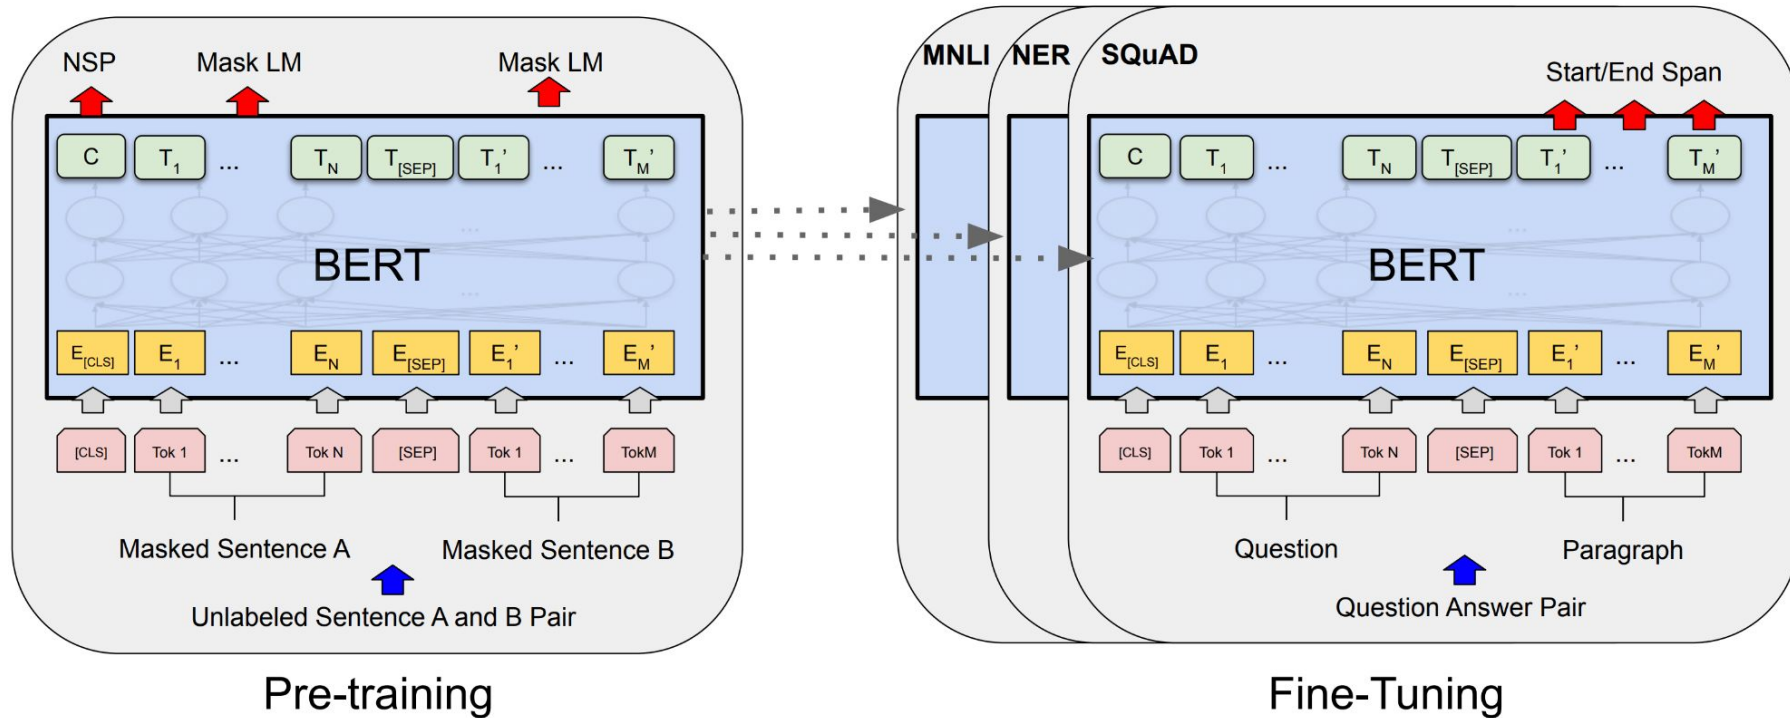 NSP Mask LM Mask LM
C T1 ... TN T[SEP] T1’ ... TM’
...
BERT
...
E[CLS] E1 ... EN E[SEP] E1’ ... EM’
[CLS] Tok 1 ... Tok N [SEP] Tok 1 ... TokM
Masked Sentence A Masked Sentence B
Unlabeled Sentence A and B Pair
Pre-training
MNLI NER SQuAD
Start/End Span
C T1 ... TN T[SEP] T1’ ... TM’
...
BERT
...
E[CLS] E1 ... EN E[SEP] E1’ ... EM’
[CLS] Tok 1 ... Tok N [SEP] Tok 1 ... TokM
Question Paragraph
Question Answer Pair
Fine-Tuning